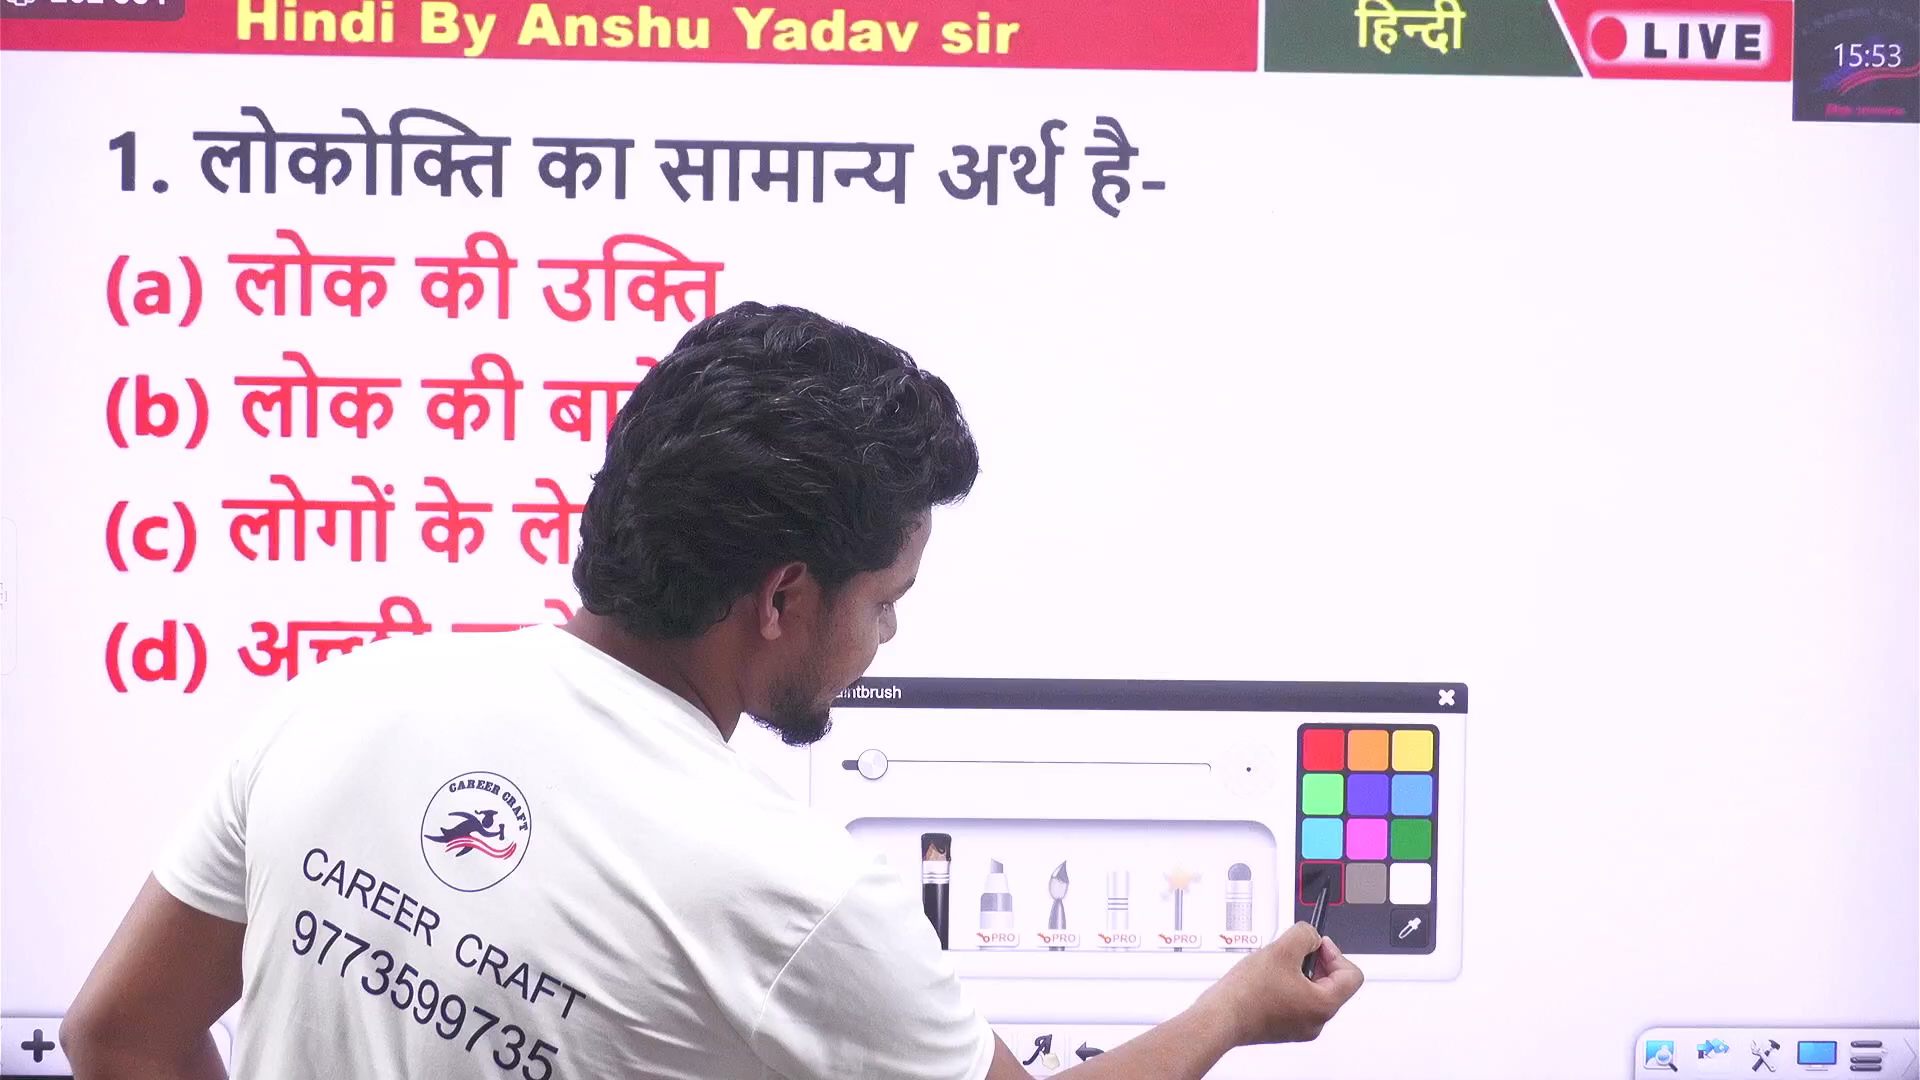 Hindi By Anshu Yadav sir
हिन्दी
LIVE
15:53
1. लोकोक्ति का सामान्य अर्थ है-
(a) लोक की उक्ति
(b) लोक की
(c) लोगों के
(d)
CAREER CRAFT
CAREER CRAFT
9773599735
PRO
PRO
PRO
PRO
PRO